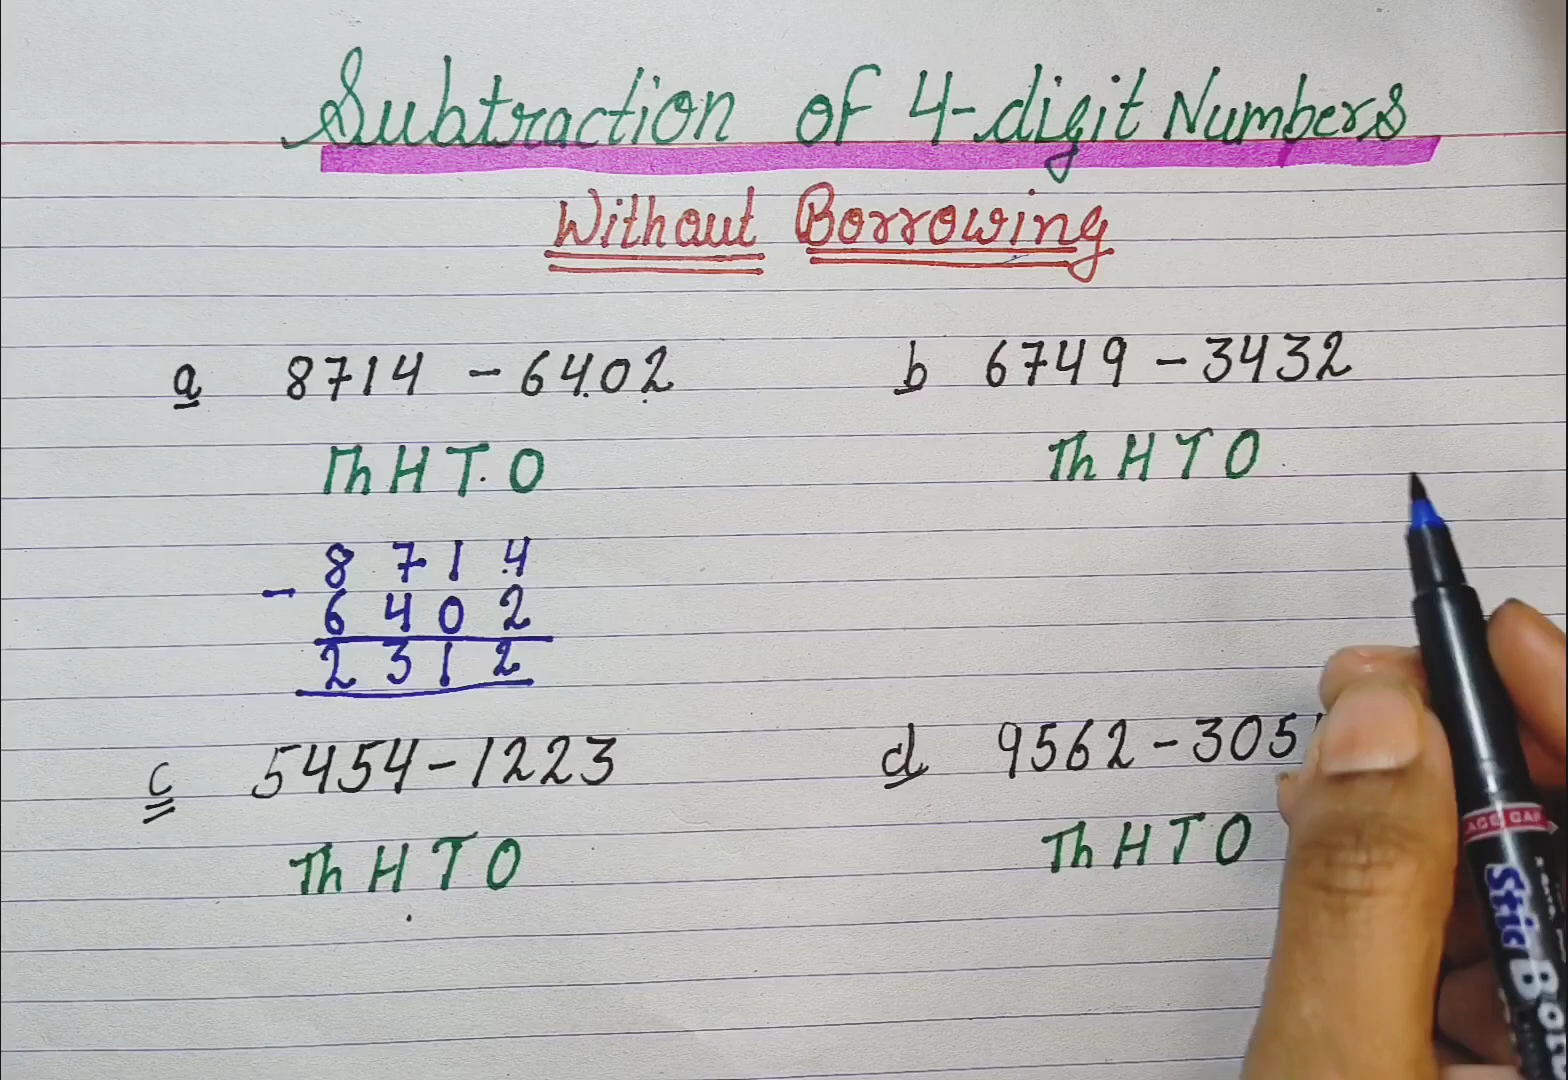 Subtraction of 4-digit Numbers
Without Borrowing
a 8714 - 6402
b 6749 - 3432
Th H T O
Th H T O
8 7 1 4
- 6 4 0 2
2 3 1 2
c 5454 - 1223
d 9562 - 305
Th H T O
Th H T O
Stic